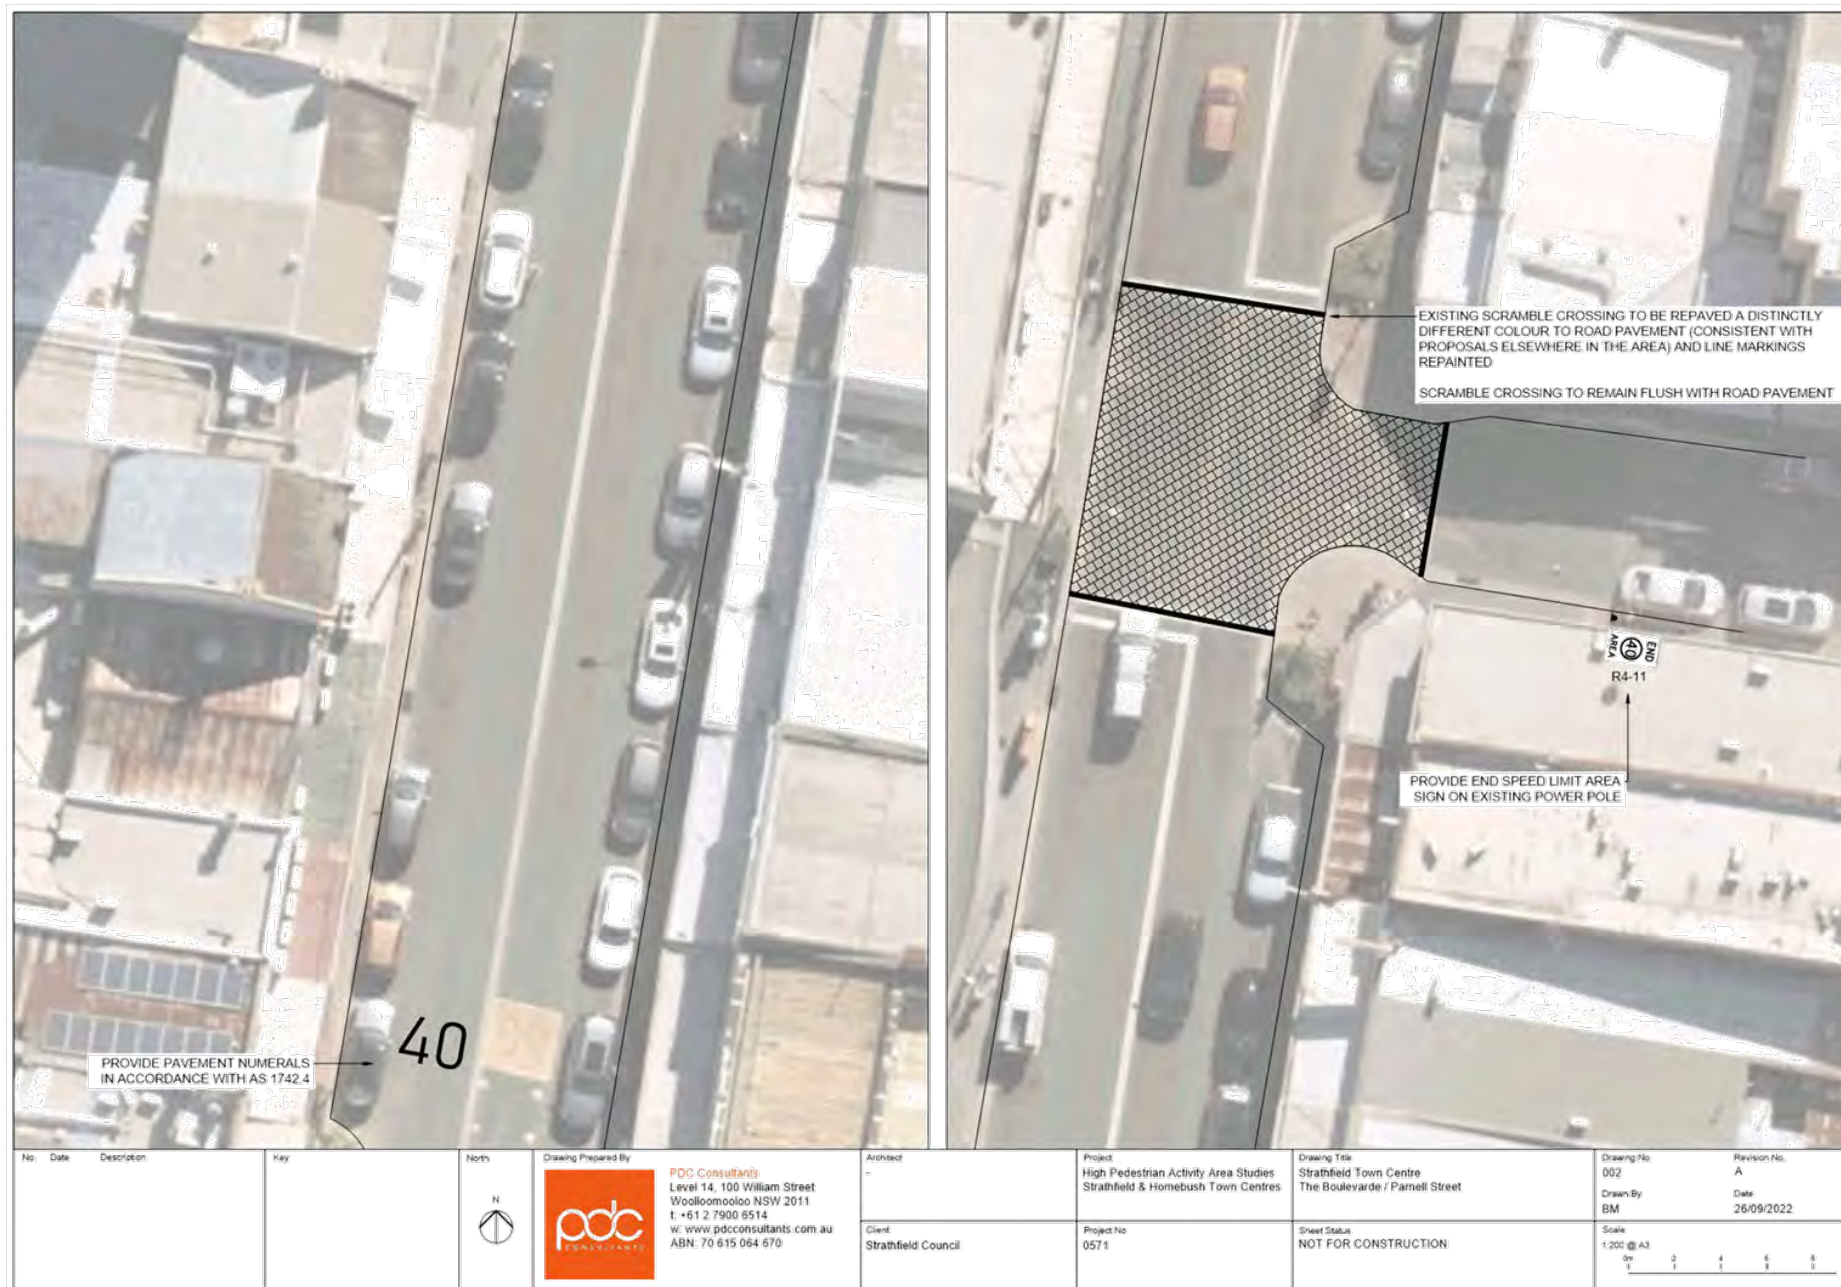 EXISTING SCRAMBLE CROSSING TO BE REPAVED A DISTINCTLY
DIFFERENT COLOUR TO ROAD PAVEMENT (CONSISTENT WITH
PROPOSALS ELSEWHERE IN THE AREA) AND LINE MARKINGS
REPAINTED
SCRAMBLE CROSSING TO REMAIN FLUSH WITH ROAD PAVEMENT
END
40
AREA
R4-11
PROVIDE END SPEED LIMIT AREA
SIGN ON EXISTING POWER POLE
40
PROVIDE PAVEMENT NUMERALS
IN ACCORDANCE WITH AS 1742.4
No. Date Description
Key
North
N
Drawing Prepared By
pdc
CONSULTANTS
PDC Consultants
Level 14, 100 William Street
Woolloomooloo NSW 2011
t: +61 2 7900 6514
w: www.pdcconsultants.com.au
ABN: 70 615 064 670
Architect
-
Client
Strathfield Council
Project
High Pedestrian Activity Area Studies
Strathfield & Homebush Town Centres
Project No
0571
Drawing Title
Strathfield Town Centre
The Boulevarde / Parnell Street
Sheet Status
NOT FOR CONSTRUCTION
Drawing No.
002
Revision No.
A
Drawn By
BM
Date
26/09/2022
Scale
1:200 @ A3
0m 2 4 6 8